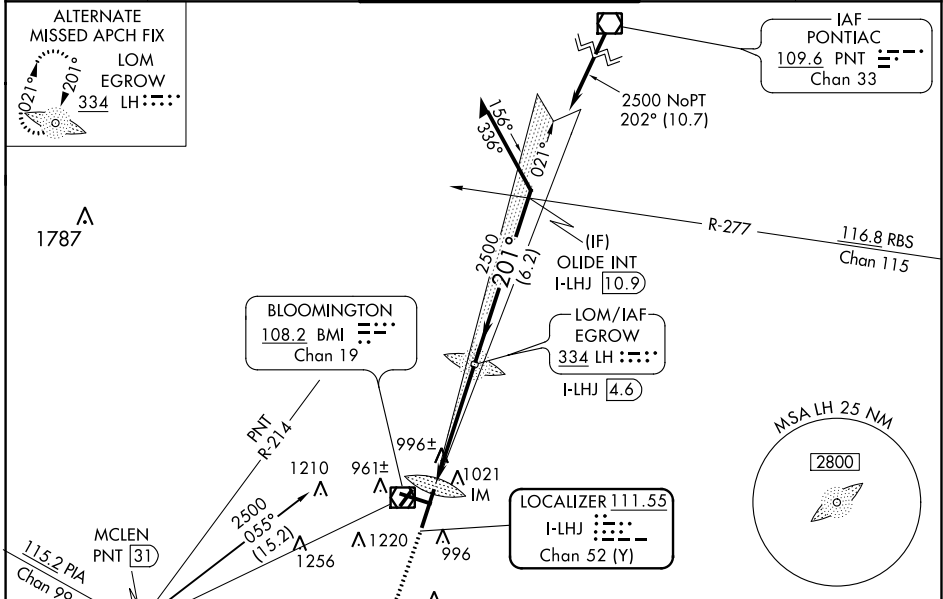 ALTERNATE
MISSED APCH FIX
LOM
EGROW
334 LH
021°
201°
IAF
PONTIAC
109.6 PNT
Chan 33
2500 NoPT
202° (10.7)
156°
336°
021°
1787
R-277
116.8 RBS
Chan 115
2500
201°
(6.2)
(IF)
OLIDE INT
I-LHJ 10.9
BLOOMINGTON
108.2 BMI
Chan 19
LOM/IAF
EGROW
334 LH
I-LHJ 4.6
PNT
R-214
MSA LH 25 NM
2800
996±
1210
961±
1021
IM
LOCALIZER 111.55
I-LHJ
Chan 52 (Y)
2500
055°
(15.2)
1256
1220
996
MCLEN
PNT 31
115.2 PIA
Chan 99